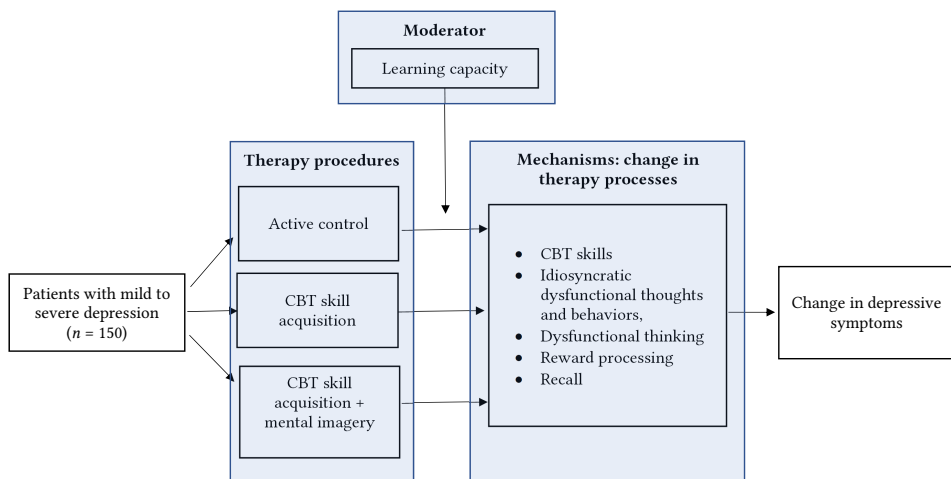 Moderator
Learning capacity
Therapy procedures
Mechanisms: change in
therapy processes
Active control
CBT skill
acquisition
CBT skill
acquisition +
mental imagery
Patients with mild to
severe depression
(n = 150)
● CBT skills
● Idiosyncratic
dysfunctional thoughts
and behaviors,
● Dysfunctional thinking
● Reward processing
● Recall
Change in depressive
symptoms